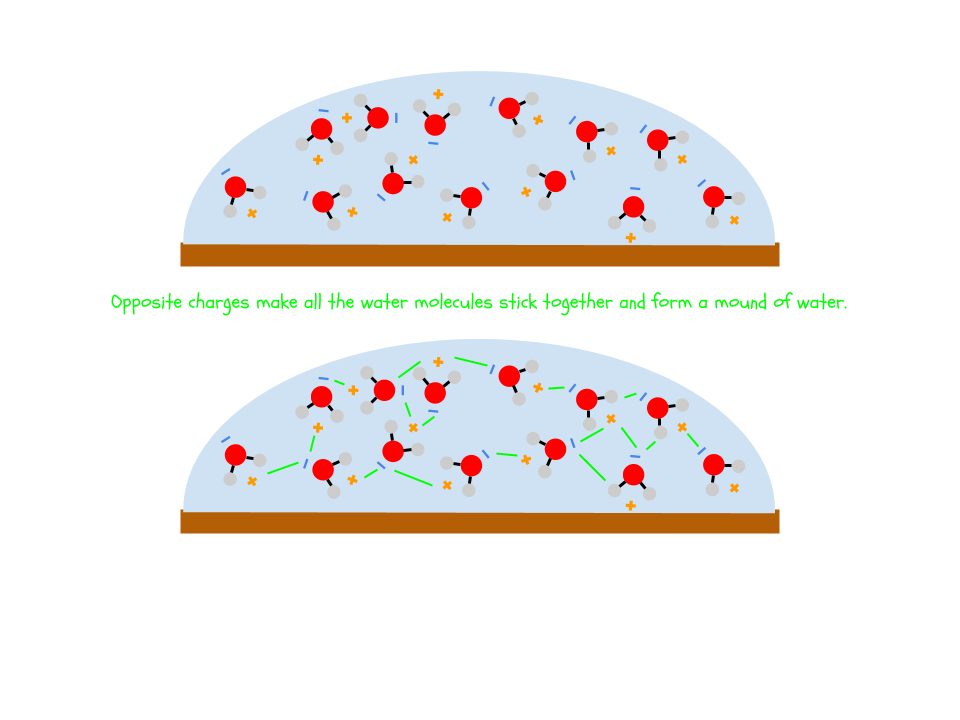 Opposite charges make all the water molecules stick together and form a mound of water.